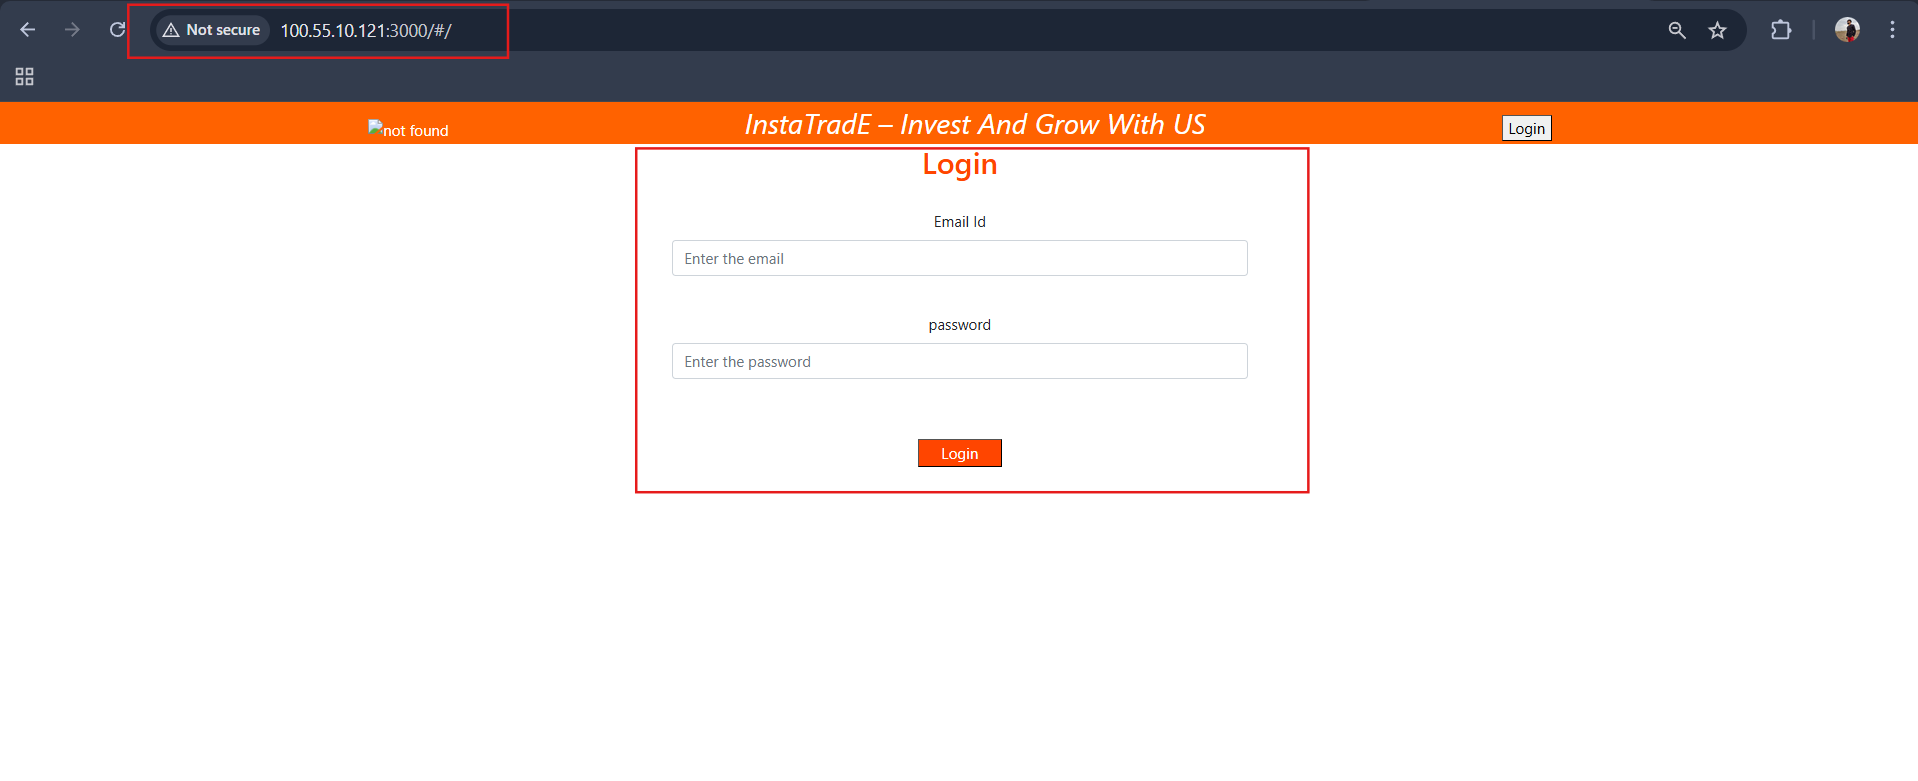 Not secure 100.55.10.121:3000/#/
not found
InstaTradE – Invest And Grow With US
Login
Login
Email Id
Enter the email
password
Enter the password
Login